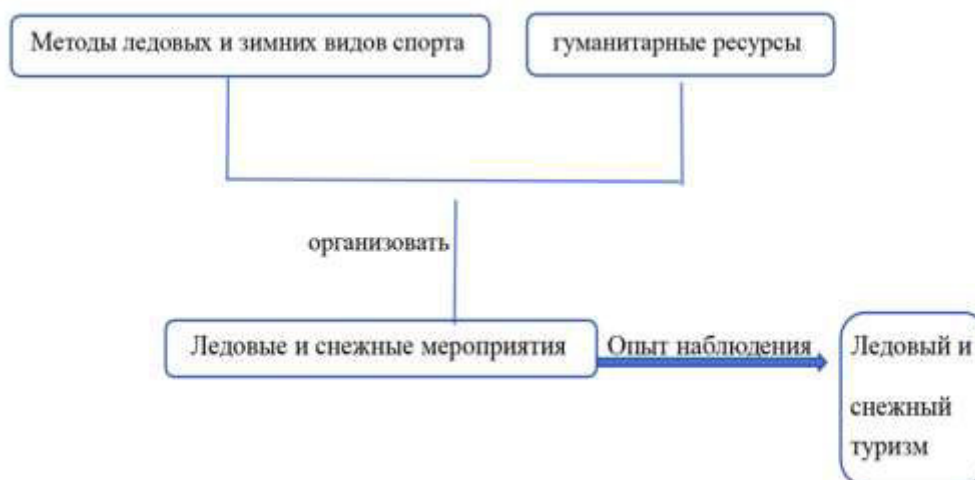 Методы ледовых и зимних видов спорта
гуманитарные ресурсы
организовать
Ледовые и снежные мероприятия
Опыт наблюдения
Ледовый и
снежный
туризм